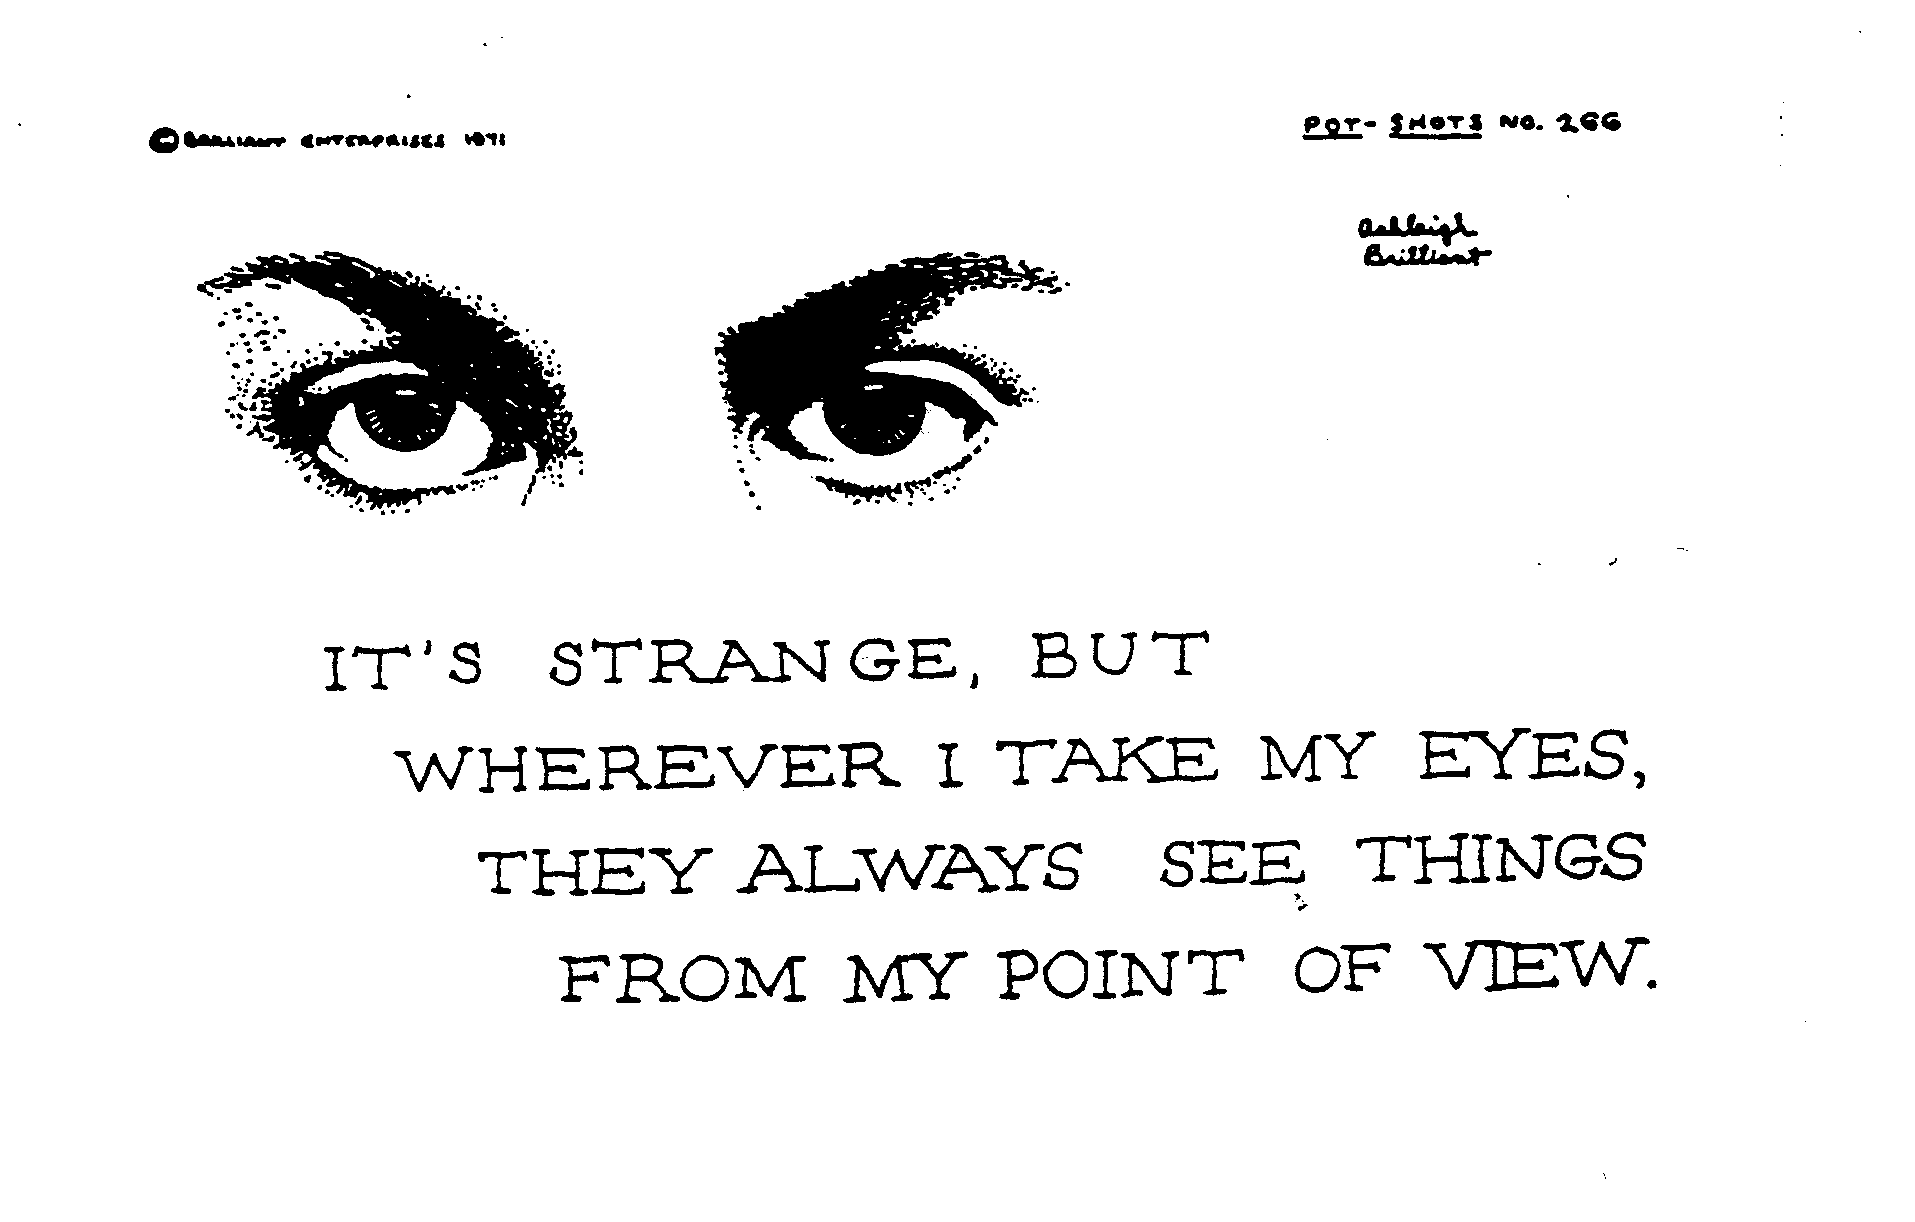 © BRILLIANT ENTERPRISES 1971
POT-SHOTS NO. 266
Ashleigh
Brilliant
IT'S STRANGE, BUT
WHEREVER I TAKE MY EYES,
THEY ALWAYS SEE THINGS
FROM MY POINT OF VIEW.